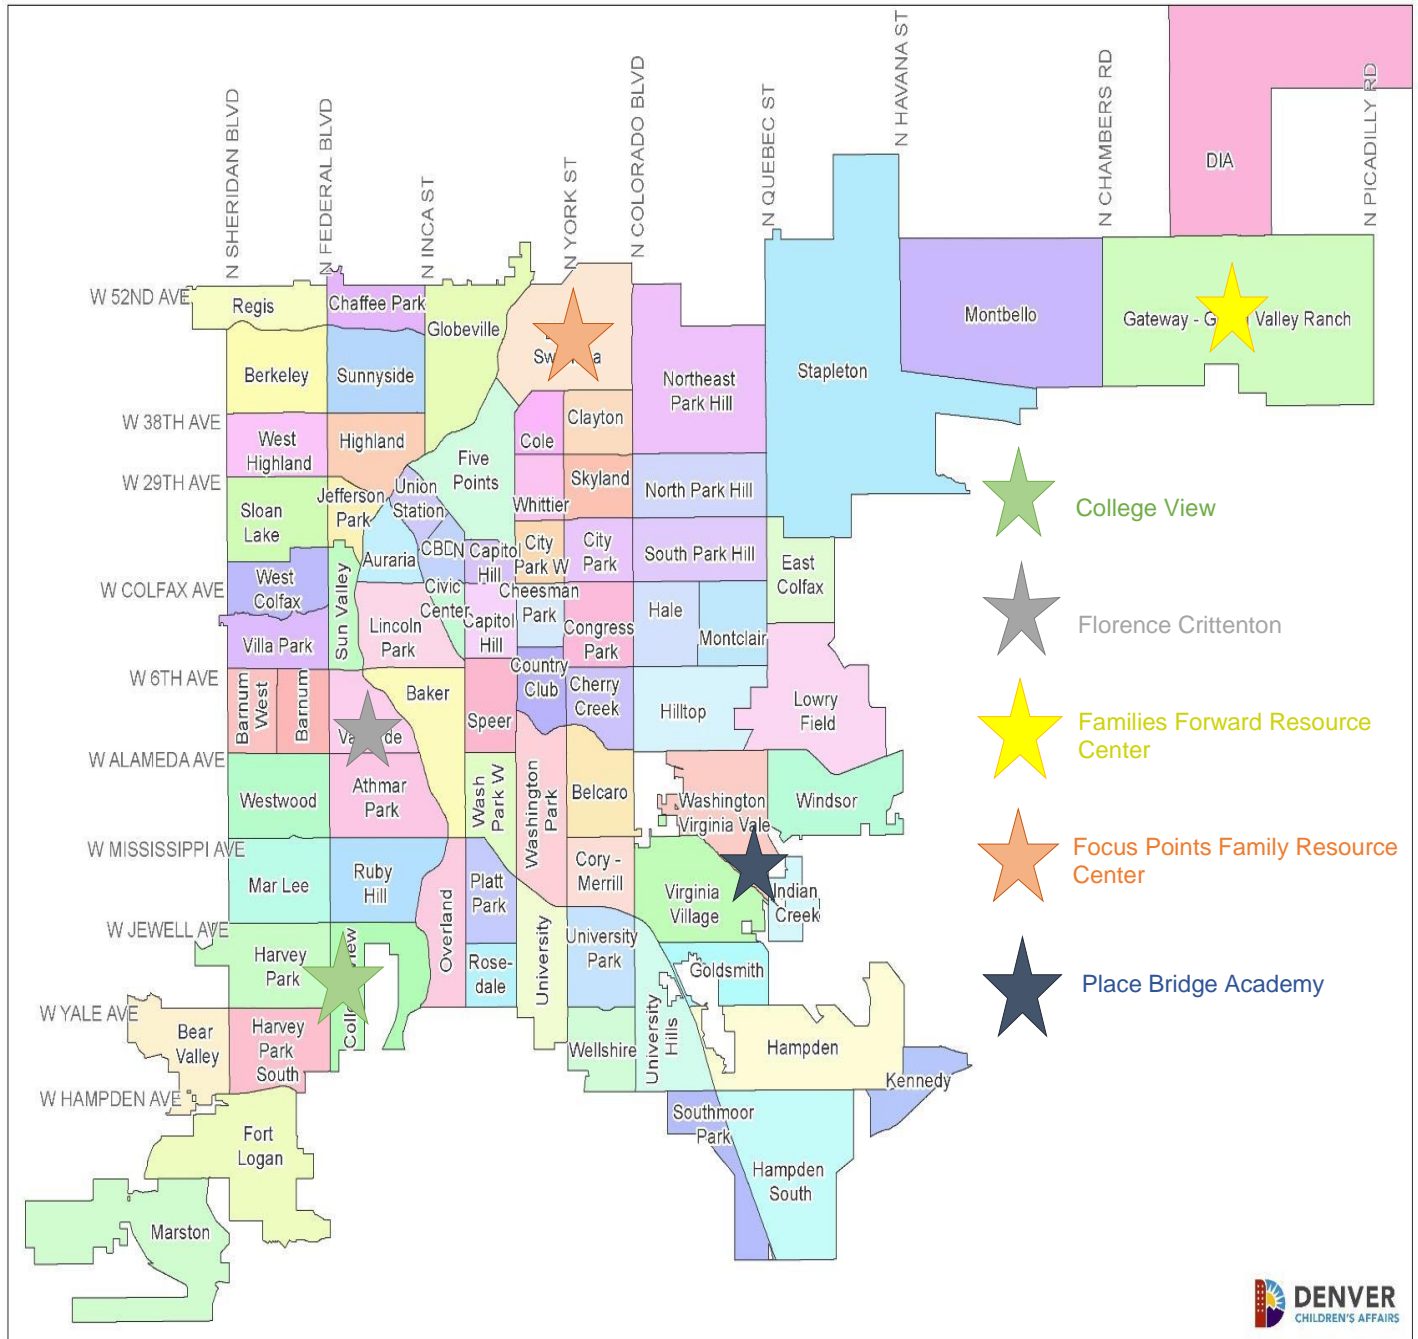 N SHERIDAN BLVD
N FEDERAL BLVD
N INCA ST
N YORK ST
N COLORADO BLVD
N QUEBEC ST
N HAVANA ST
N CHAMBERS RD
N PICADILLY RD
DIA
W 52ND AVE
Regis
Chaffee Park
Globeville
Montbello
Gateway - G
Valley Ranch
Berkeley
Sunnyside
Stapleton
Northeast
Park Hill
W 38TH AVE
West
Highland
Highland
Cole
Clayton
Five
Points
W 29TH AVE
Sloan
Lake
Jefferson
Park
Union
Station
Whittier
Skyland
North Park Hill
College View
Auraria
CBD
N Capitol
Hill
City
Park W
City
Park
South Park Hill
East
Colfax
W COLFAX AVE
West
Colfax
Sun Valley
Civic
Center
Cheesman
Park
Hale
Montclair
Florence Crittenton
Villa Park
Lincoln
Park
Capitol
Hill
Congress
Park
W 6TH AVE
Barnum
West
Barnum
Baker
Speer
Country
Club
Cherry
Creek
Hilltop
Lowry
Field
Families Forward Resource
Center
W ALAMEDA AVE
Westwood
Athmar
Park
Wash
Park W
Washington
Park
Belcaro
Washington
Virginia Vale
Windsor
W MISSISSIPPI AVE
Mar Lee
Ruby
Hill
Overland
Platt
Park
Cory -
Merrill
Virginia
Village
Indian
Creek
Focus Points Family Resource
Center
W JEWELL AVE
Harvey
Park
Rose-
dale
University
University
Park
Goldsmith
Place Bridge Academy
W YALE AVE
Bear
Valley
Harvey
Park
South
Wellshire
University
Hills
Hampden
Kennedy
W HAMPDEN AVE
Fort
Logan
Southmoor
Park
Hampden
South
Marston
DENVER
CHILDREN'S AFFAIRS